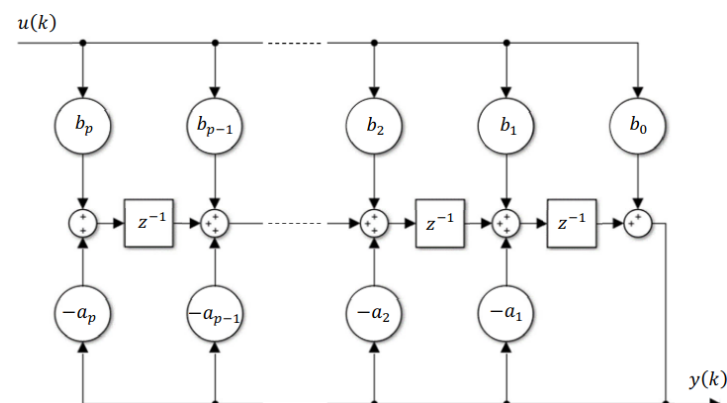 u(k)
b_p b_{p−1} b_2 b_1 b_0
+ + z^{−1} + + + + + + z^{−1} + + + z^{−1} + +
−a_p −a_{p−1} −a_2 −a_1
y(k)